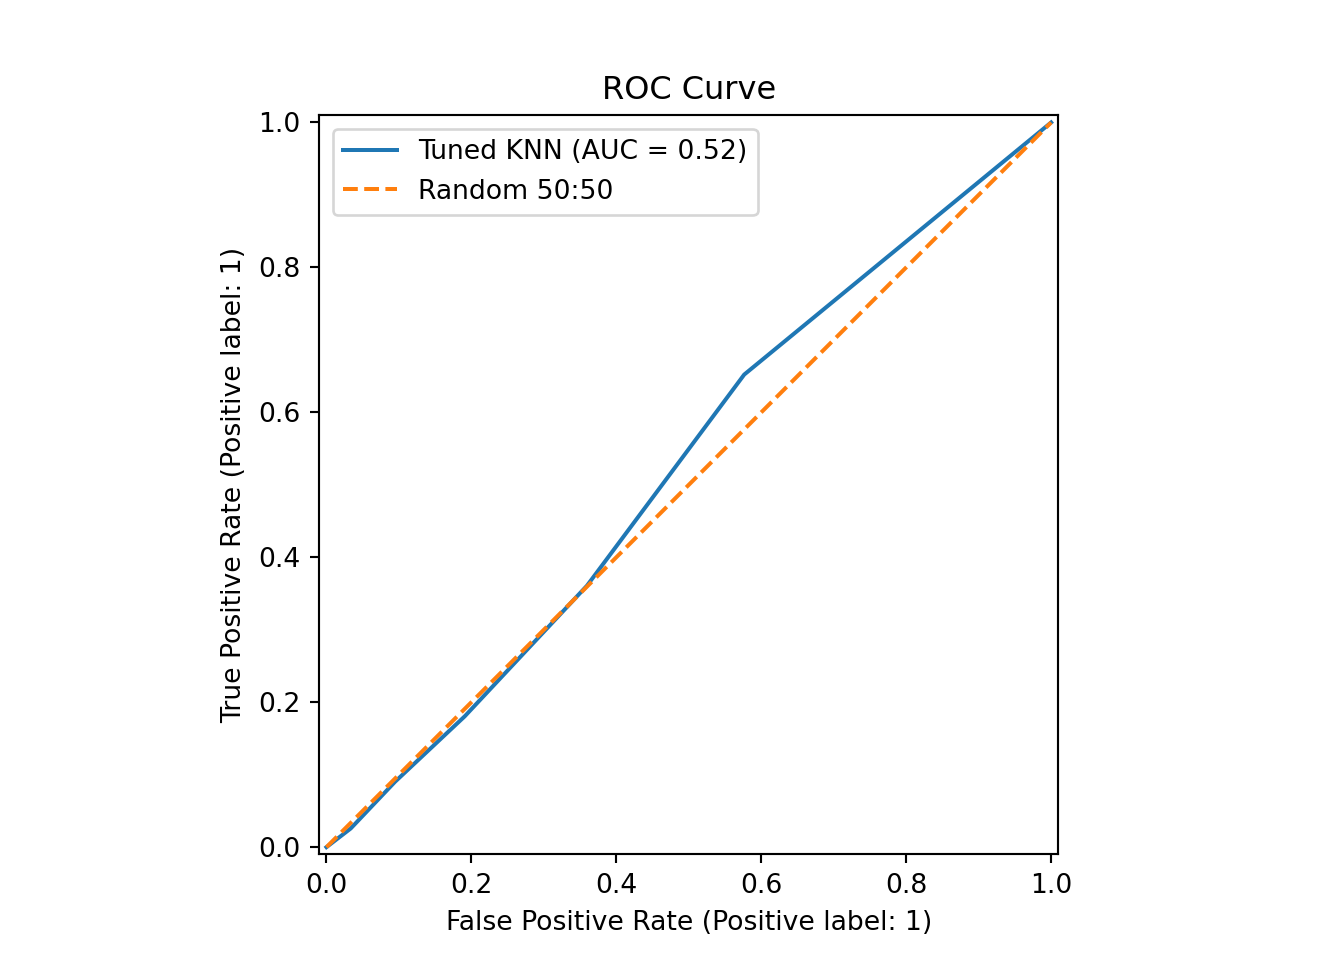 ROC Curve
Tuned KNN (AUC = 0.52)
Random 50:50
True Positive Rate (Positive label: 1)
1.0
0.8
0.6
0.4
0.2
0.0
0.0 0.2 0.4 0.6 0.8 1.0
False Positive Rate (Positive label: 1)